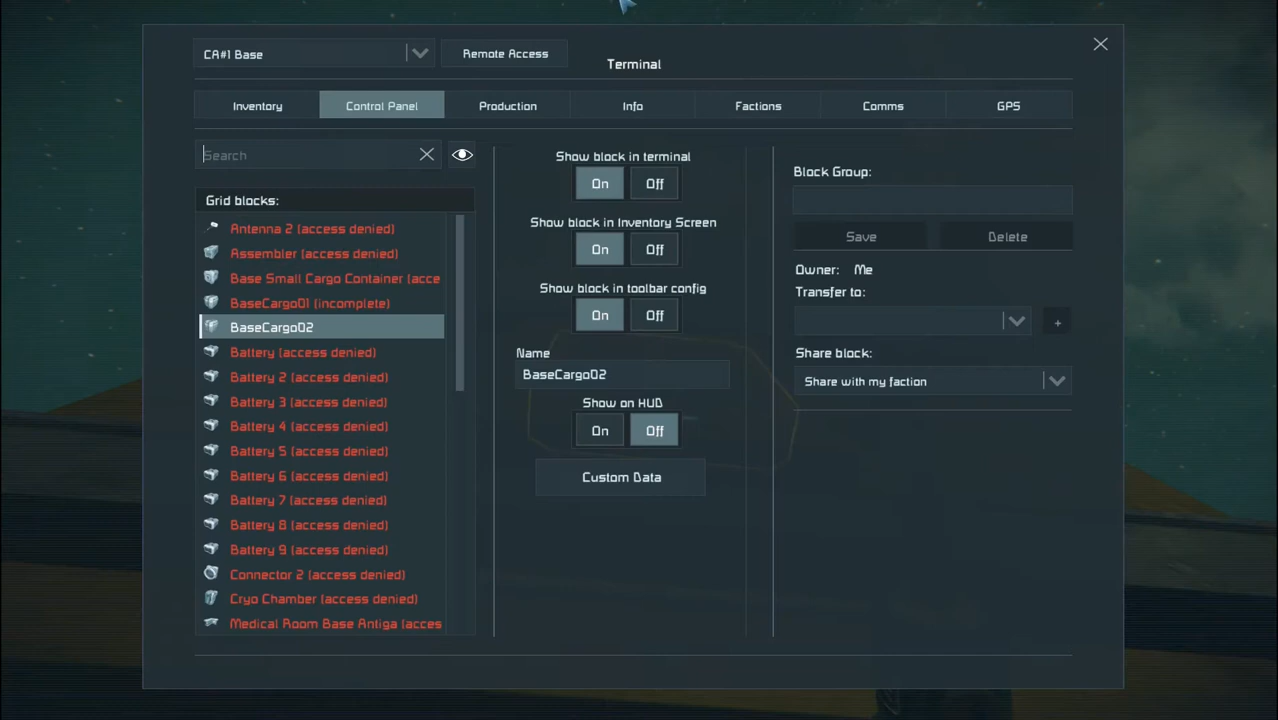 CA#1 Base
Remote Access
Terminal
Inventory
Control Panel
Production
Info
Factions
Comms
GPS
Search
Grid blocks:
Antenna 2 (access denied)
Assembler (access denied)
Base Small Cargo Container (acce
BaseCargo01 (incomplete)
BaseCargo02
Battery (access denied)
Battery 2 (access denied)
Battery 3 (access denied)
Battery 4 (access denied)
Battery 5 (access denied)
Battery 6 (access denied)
Battery 7 (access denied)
Battery 8 (access denied)
Battery 9 (access denied)
Connector 2 (access denied)
Cryo Chamber (access denied)
Medical Room Base Antiga (acces
Show block in terminal
On Off
Show block in Inventory Screen
On Off
Show block in toolbar config
On Off
Name
BaseCargo02
Show on HUD
On Off
Custom Data
Block Group:
Save Delete
Owner: Me
Transfer to:
+
Share block:
Share with my faction